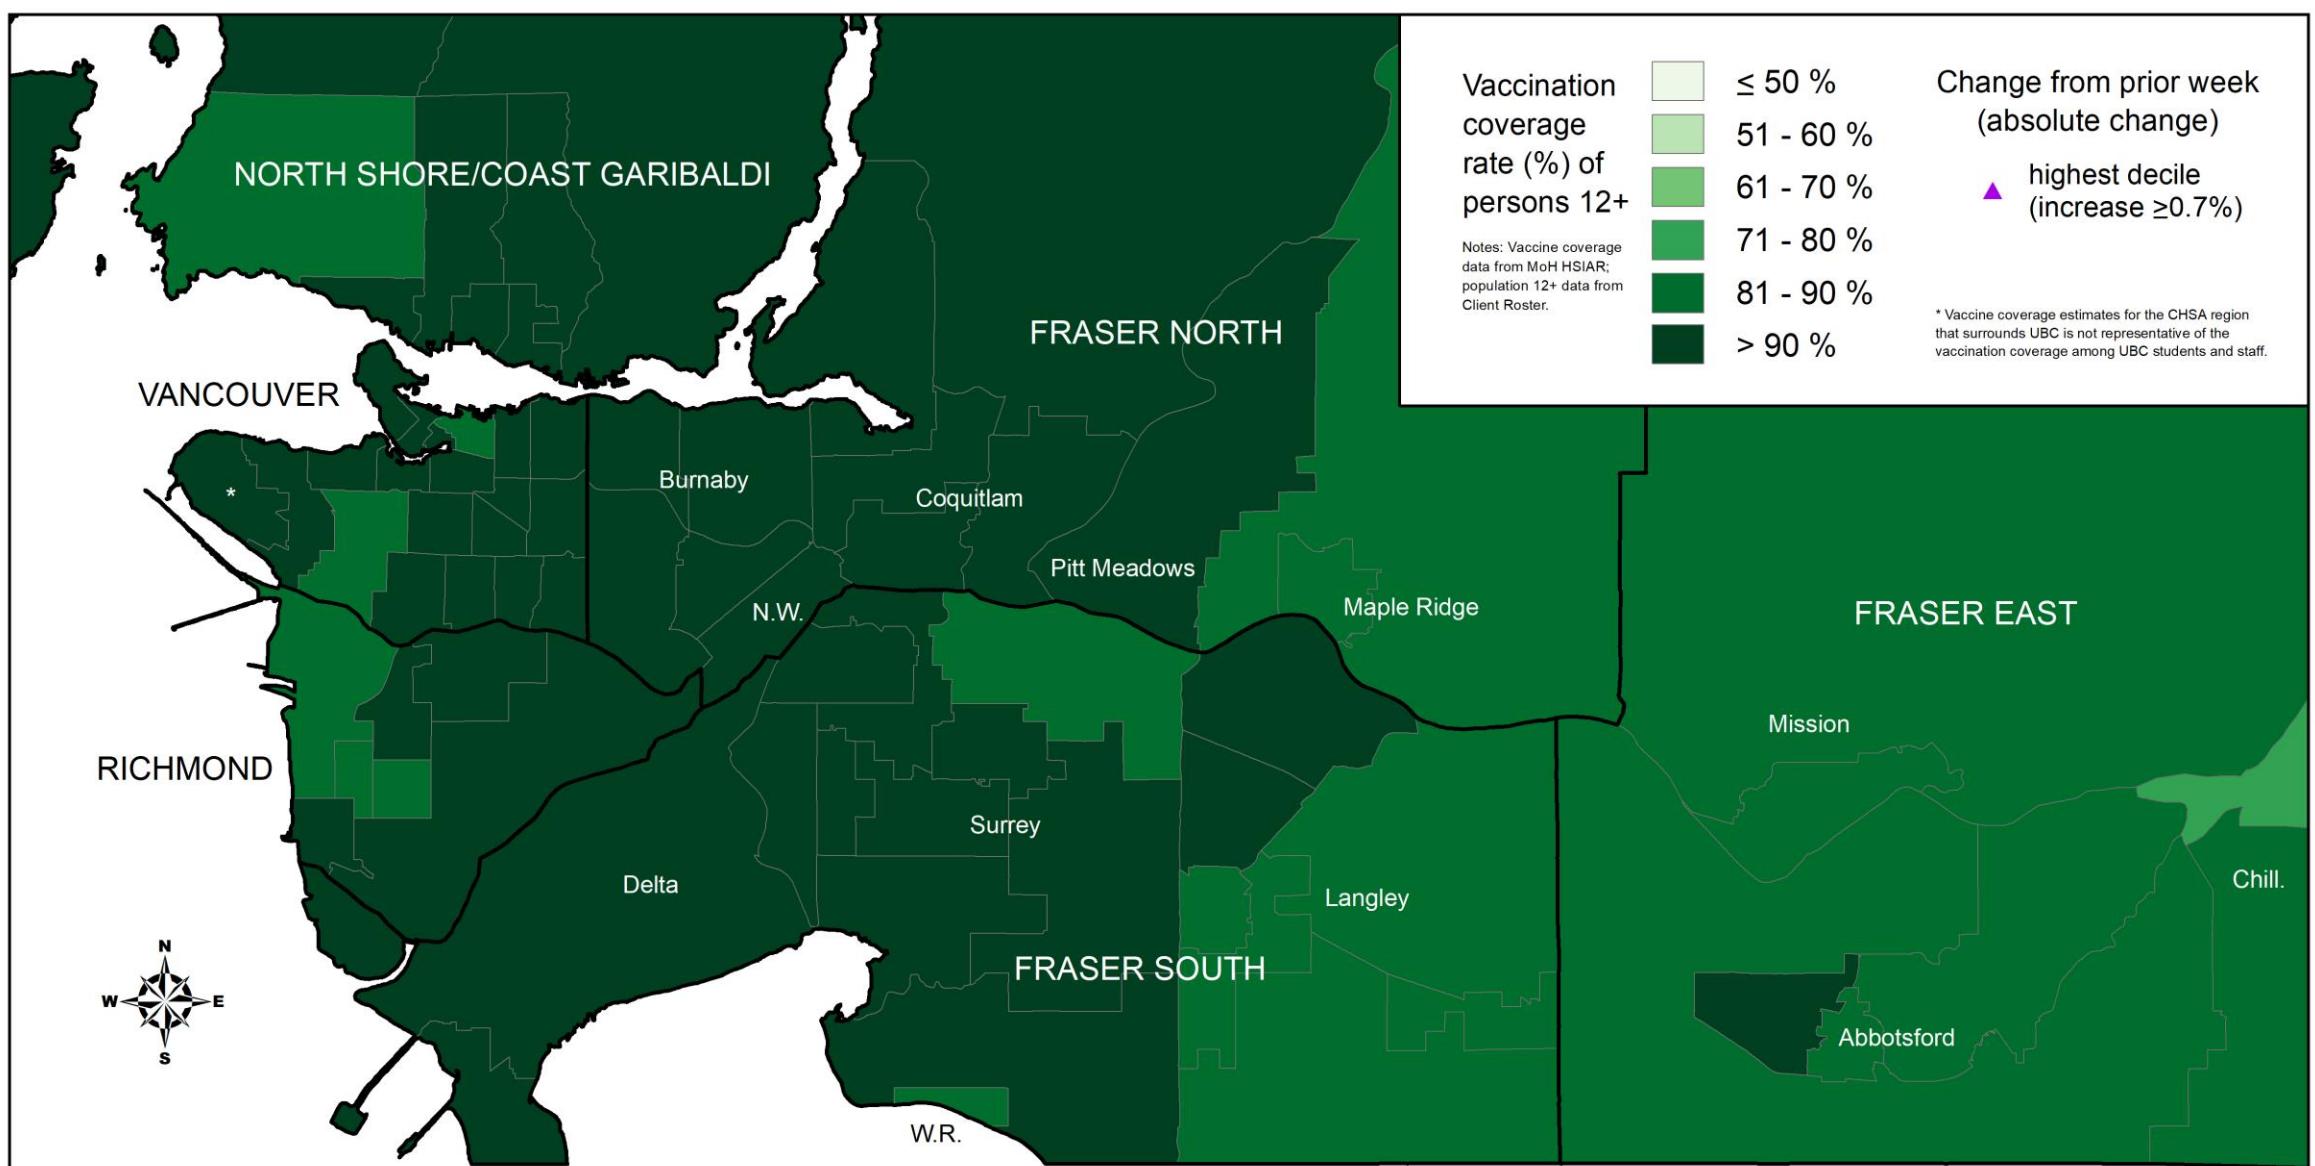 NORTH SHORE/COAST GARIBALDI
VANCOUVER
FRASER NORTH
Burnaby
Coquitlam
*
Pitt Meadows
N.W.
Maple Ridge
FRASER EAST
Mission
RICHMOND
Surrey
Delta
Langley
Chill.
FRASER SOUTH
Abbotsford
W.R.
N
W
E
S
Vaccination
coverage
rate (%) of
persons 12+
Notes: Vaccine coverage
data from MoH HSIAR;
population 12+ data from
Client Roster.
≤ 50 %
51 - 60 %
61 - 70 %
71 - 80 %
81 - 90 %
> 90 %
Change from prior week
(absolute change)
highest decile
(increase ≥0.7%)
* Vaccine coverage estimates for the CHSA region
that surrounds UBC is not representative of the
vaccination coverage among UBC students and staff.